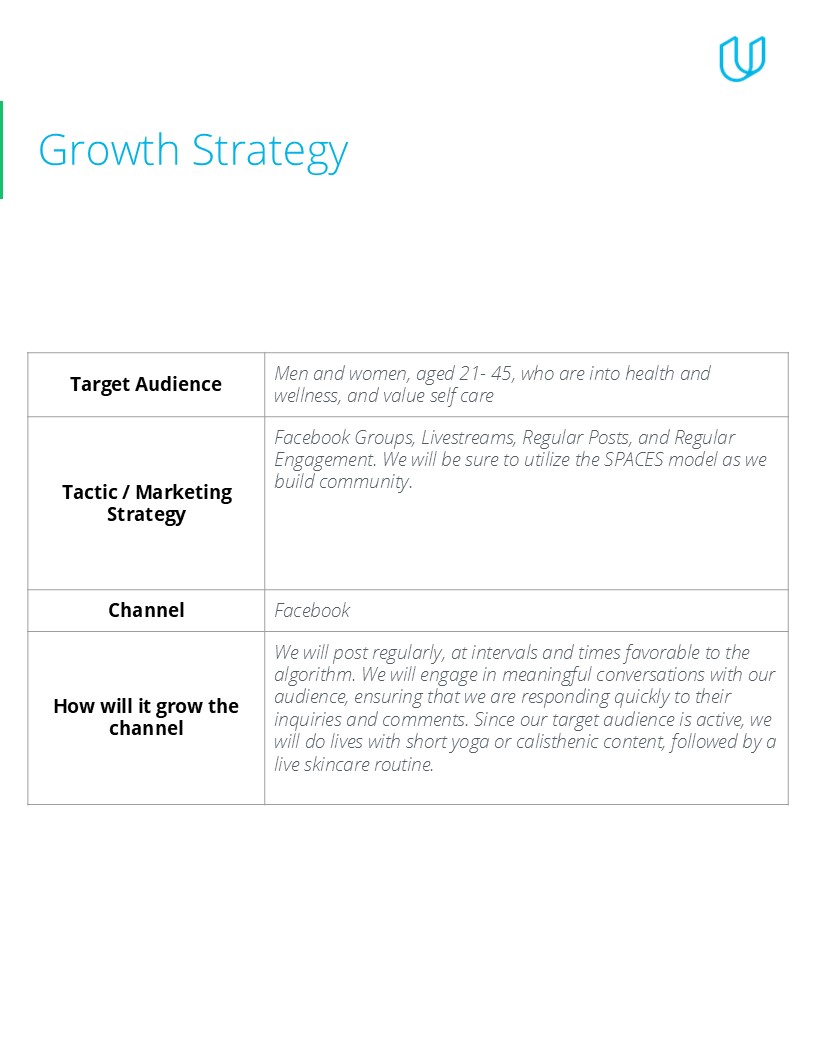 Growth Strategy
Target Audience
Men and women, aged 21- 45, who are into health and
wellness, and value self care
Tactic / Marketing
Strategy
Facebook Groups, Livestreams, Regular Posts, and Regular
Engagement. We will be sure to utilize the SPACES model as we
build community.
Channel
Facebook
How will it grow the
channel
We will post regularly, at intervals and times favorable to the
algorithm. We will engage in meaningful conversations with our
audience, ensuring that we are responding quickly to their
inquiries and comments. Since our target audience is active, we
will do lives with short yoga or calisthenic content, followed by a
live skincare routine.